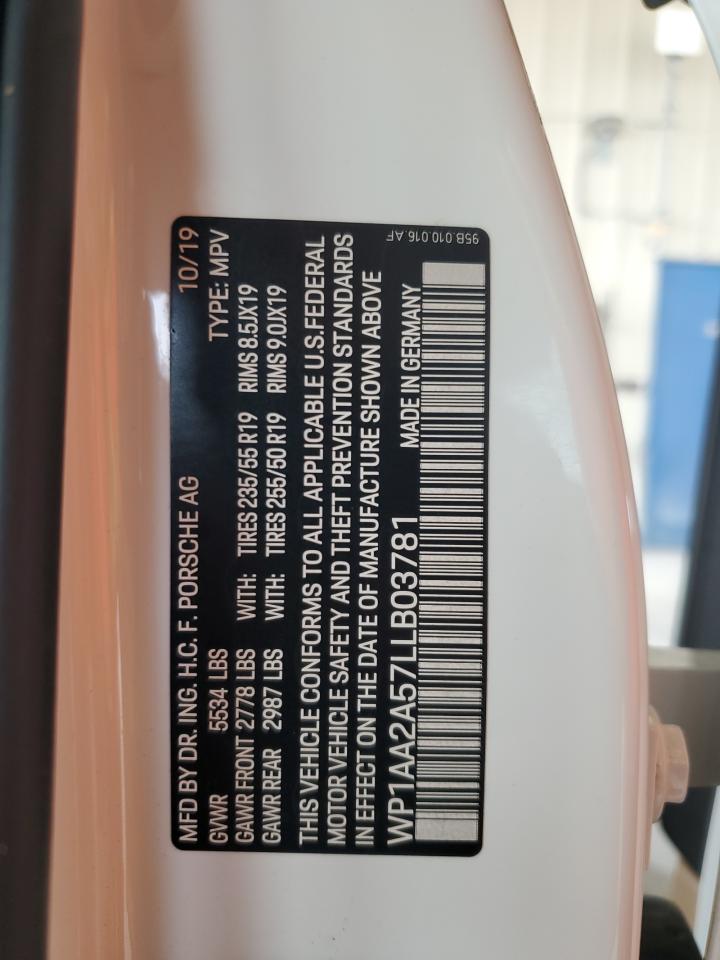 MFD BY DR. ING. H.C. F. PORSCHE AG 10/19
GVWR 5534 LBS TYPE: MPV
GAWR FRONT 2778 LBS WITH: TIRES 235/55 R19 RIMS 8.5JX19
GAWR REAR 2987 LBS WITH: TIRES 255/50 R19 RIMS 9.0JX19
THIS VEHICLE CONFORMS TO ALL APPLICABLE U.S.FEDERAL
MOTOR VEHICLE SAFETY AND THEFT PREVENTION STANDARDS
IN EFFECT ON THE DATE OF MANUFACTURE SHOWN ABOVE
WP1AA2A57LLB03781 MADE IN GERMANY
95B.010.016.AF